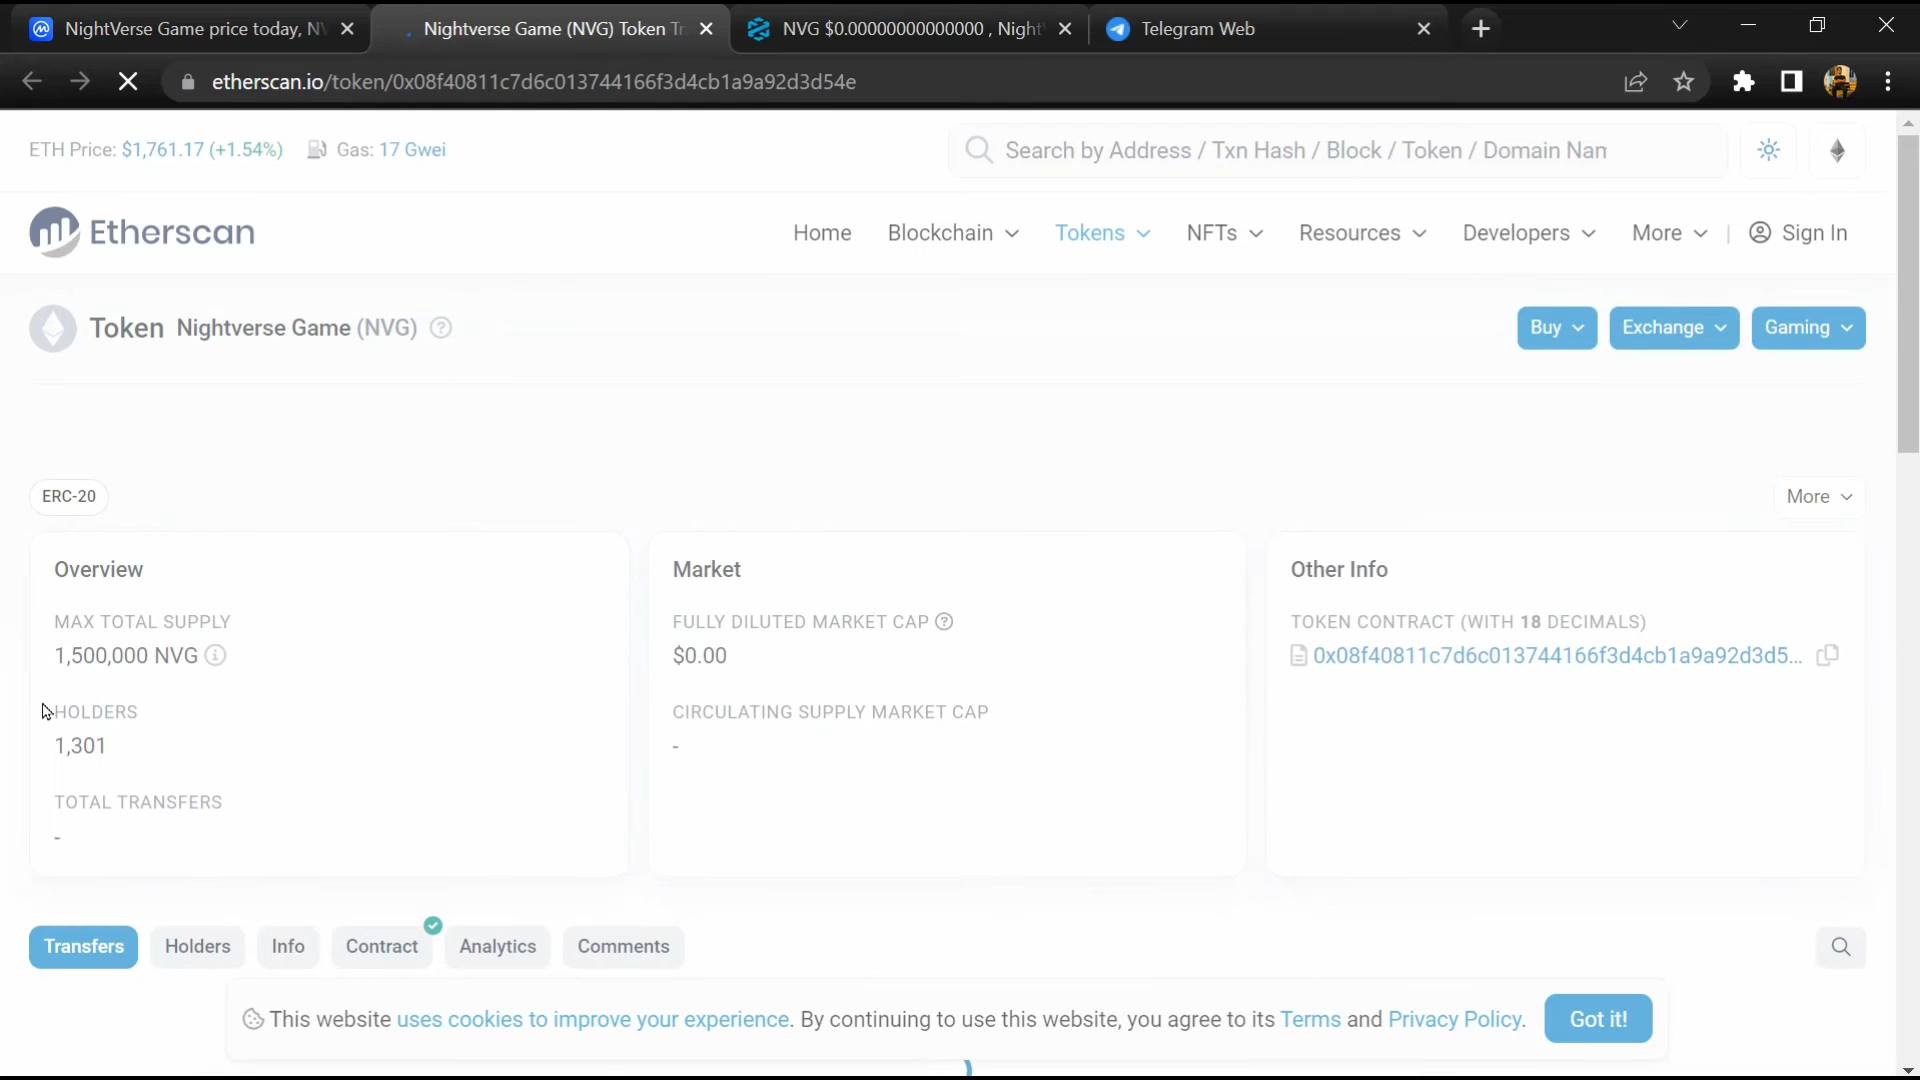 NightVerse Game price today, NV
Nightverse Game (NVG) Token Tr
NVG $0.00000000000000 , Night
Telegram Web
etherscan.io/token/0x08f40811c7d6c013744166f3d4cb1a9a92d3d54e
ETH Price: $1,761.17 (+1.54%) Gas: 17 Gwei
Search by Address / Txn Hash / Block / Token / Domain Nan
Etherscan
Home Blockchain Tokens NFTs Resources Developers More | Sign In
Token Nightverse Game (NVG)
Buy Exchange Gaming
ERC-20
More
Overview
MAX TOTAL SUPPLY
1,500,000 NVG
HOLDERS
1,301
TOTAL TRANSFERS
-
Market
FULLY DILUTED MARKET CAP
$0.00
CIRCULATING SUPPLY MARKET CAP
-
Other Info
TOKEN CONTRACT (WITH 18 DECIMALS)
0x08f40811c7d6c013744166f3d4cb1a9a92d3d5...
Transfers Holders Info Contract Analytics Comments
This website uses cookies to improve your experience. By continuing to use this website, you agree to its Terms and Privacy Policy.
Got it!